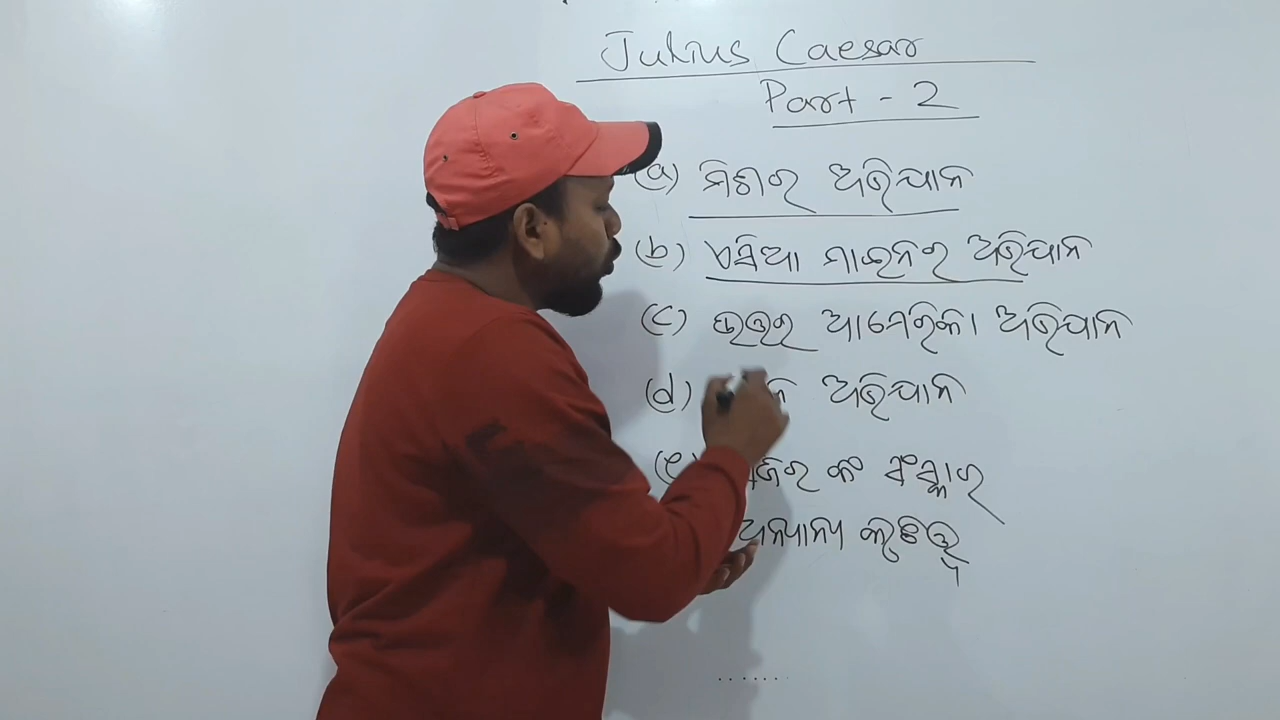 Julius Caesar
Part - 2
(a) ମିଶର ଅଭିଯାନ
(b) ଏସିଆ ମାଇନର ଅଭିଯାନ
(c) ଉତ୍ତର ଆମେରିକା ଅଭିଯାନ
(d) ଅଭିଯାନ
(e) ଙ୍କ ସଂସ୍କାର
ଅନ୍ୟାନ୍ୟ କୃତିତ୍ୱ